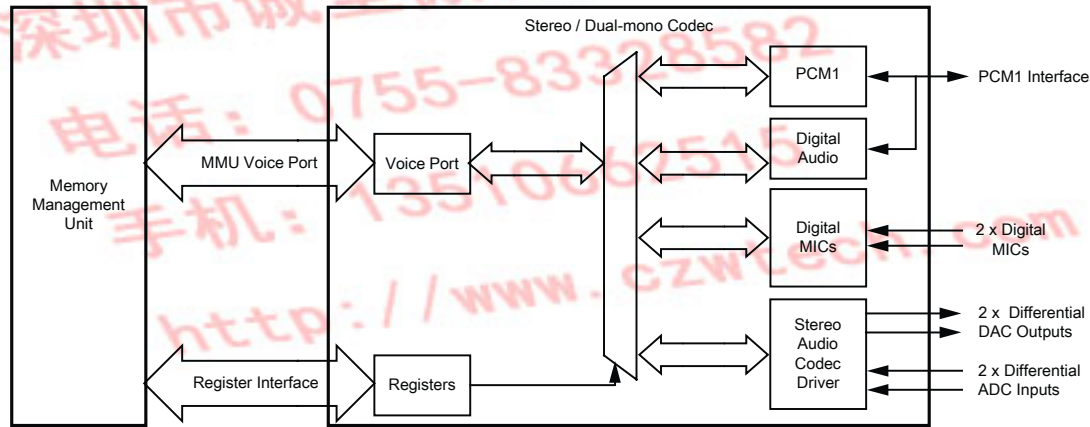 深圳市诚
Stereo / Dual-mono Codec
PCM1
PCM1 Interface
电话：0755-83328582
Digital
Audio
MMU Voice Port
Voice Port
Memory
Management
Unit
手机：13510662515
Digital
MICs
2 x Digital
MICs
http://www.czwtech.com
Stereo
Audio
Codec
Driver
2 x Differential
DAC Outputs
Register Interface
Registers
2 x Differential
ADC Inputs